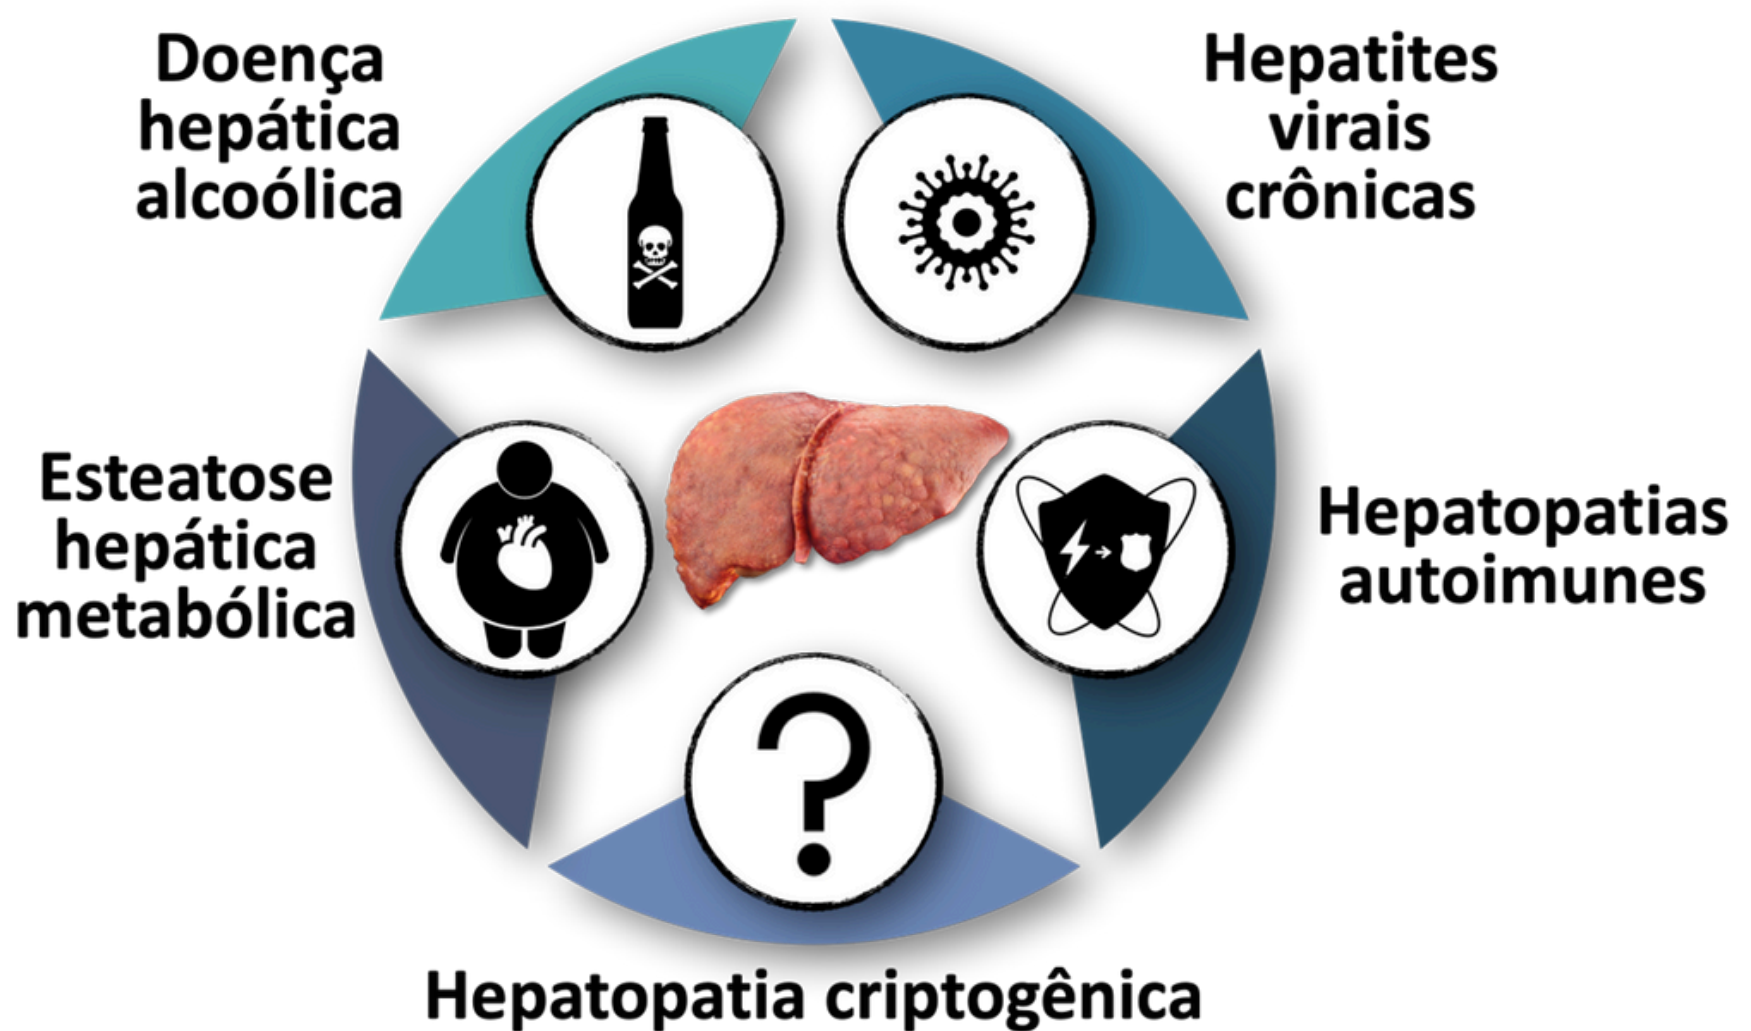 Doença
hepática
alcoólica
Hepatites
virais
crônicas
Esteatose
hepática
metabólica
Hepatopatias
autoimunes
Hepatopatia criptogênica